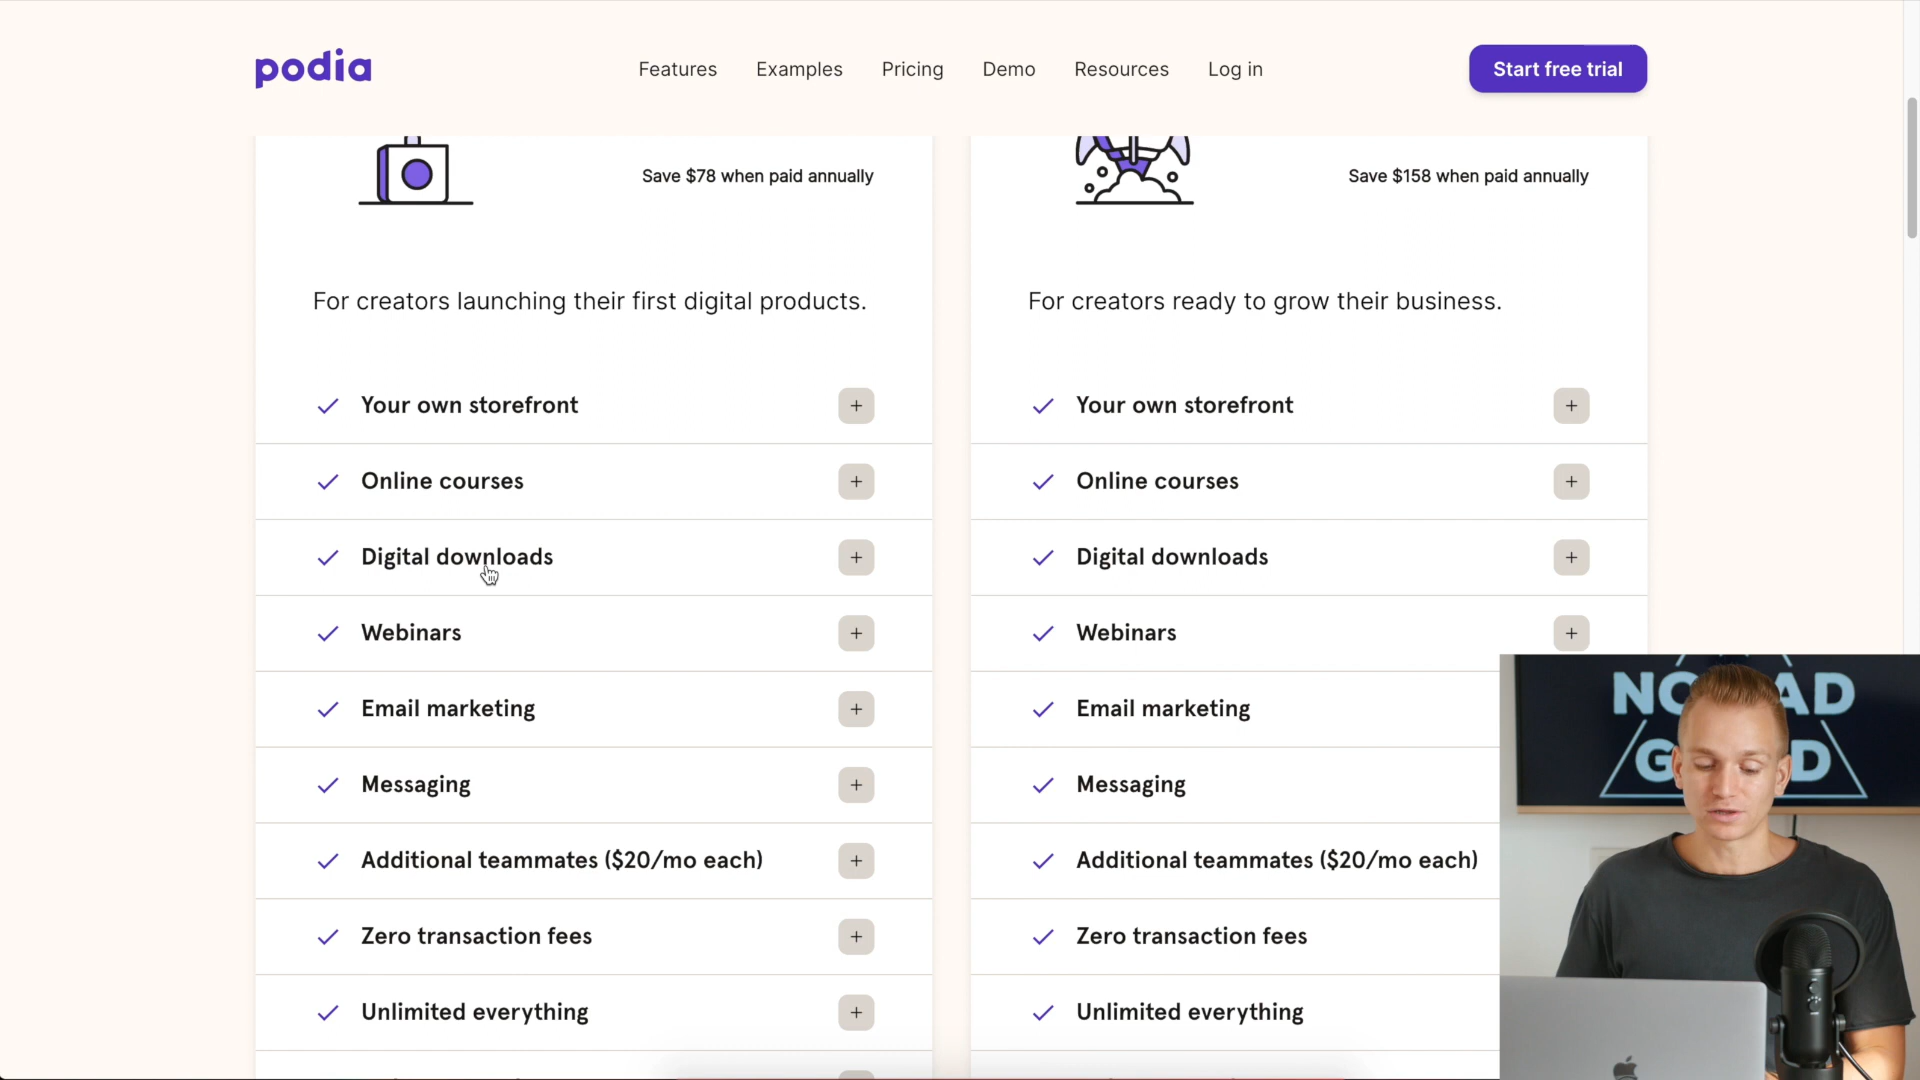 podia
Features
Examples
Pricing
Demo
Resources
Log in
Start free trial
Save $78 when paid annually
For creators launching their first digital products.
Your own storefront
Online courses
Digital downloads
Webinars
Email marketing
Messaging
Additional teammates ($20/mo each)
Zero transaction fees
Unlimited everything
Save $158 when paid annually
For creators ready to grow their business.
Your own storefront
Online courses
Digital downloads
Webinars
Email marketing
Messaging
Additional teammates ($20/mo each)
Zero transaction fees
Unlimited everything